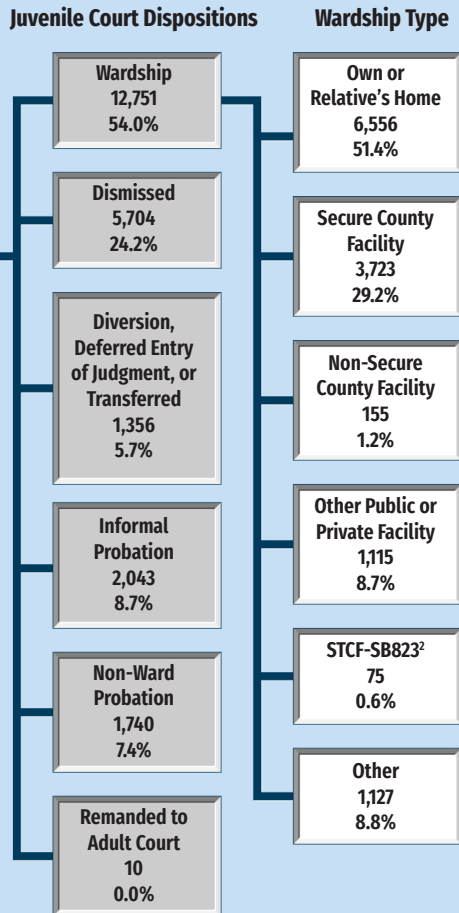 Juvenile Court Dispositions
Wardship
12,751
54.0%
Dismissed
5,704
24.2%
Diversion,
Deferred Entry
of Judgment, or
Transferred
1,356
5.7%
Informal
Probation
2,043
8.7%
Non-Ward
Probation
1,740
7.4%
Remanded to
Adult Court
10
0.0%
Wardship Type
Own or
Relative's Home
6,556
51.4%
Secure County
Facility
3,723
29.2%
Non-Secure
County Facility
155
1.2%
Other Public or
Private Facility
1,115
8.7%
STCF-SB823²
75
0.6%
Other
1,127
8.8%